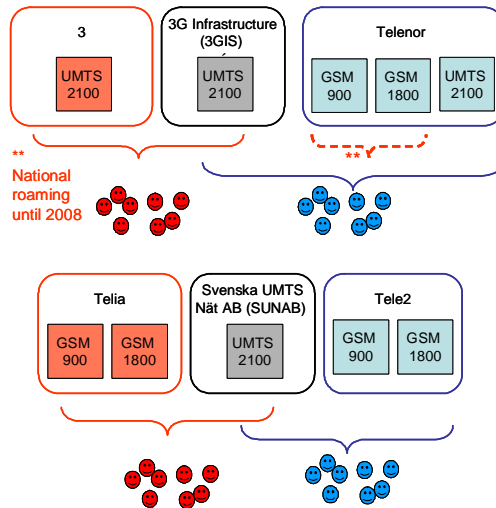 3
3G Infrastructure
(3GIS)
Telenor
UMTS
2100
UMTS
2100
GSM
900
GSM
1800
UMTS
2100
**
**
National
roaming
until 2008
Telia
Svenska UMTS
Nät AB (SUNAB)
Tele2
GSM
900
GSM
1800
UMTS
2100
GSM
900
GSM
1800